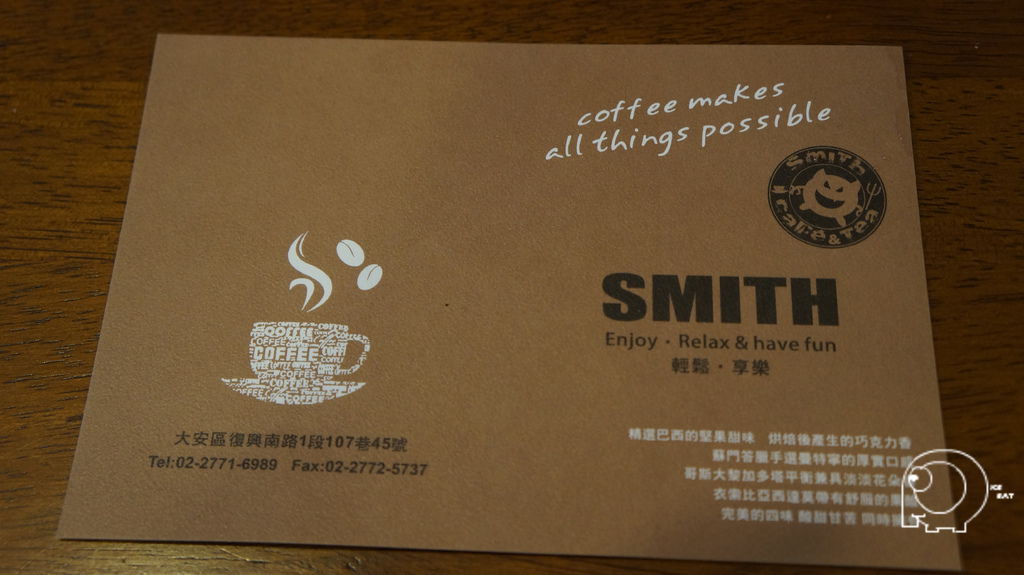 coffee makes
all things possible
SMITH
CAFE & TEA
SMITH
Enjoy · Relax & have fun
輕鬆 · 享樂
COFFEE
大安區復興南路1段107巷45號
Tel:02-2771-6989 Fax:02-2772-5737
精選巴西的堅果甜味 烘焙後產生的巧克力香
蘇門答臘手選曼特寧的厚實口
哥斯大黎加多塔平衡兼具淡淡花
衣索比亞西達莫帶有舒服的
完美的四味 酸甜甘苦 同時
ICE
EAT